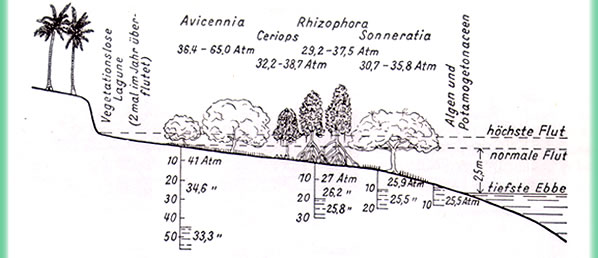 Avicennia
36,4 – 65,0 Atm
Ceriops
32,2 – 38,7 Atm
Rhizophora
29,2 – 37,5 Atm
Sonneratia
30,7 – 35,8 Atm
Vegetationslose
Lagune
(2 mal im Jahr über-
flutet)
Algen und
Potamogetonaceen
höchste Flut
normale Flut
2,5m
tiefste Ebbe
10 41 Atm
20
30 34,6 "
40
50 33,3 "
10 27 Atm
20 26,2 "
30 25,8 "
10 25,9 Atm
20 25,5 "
10 25,5 Atm